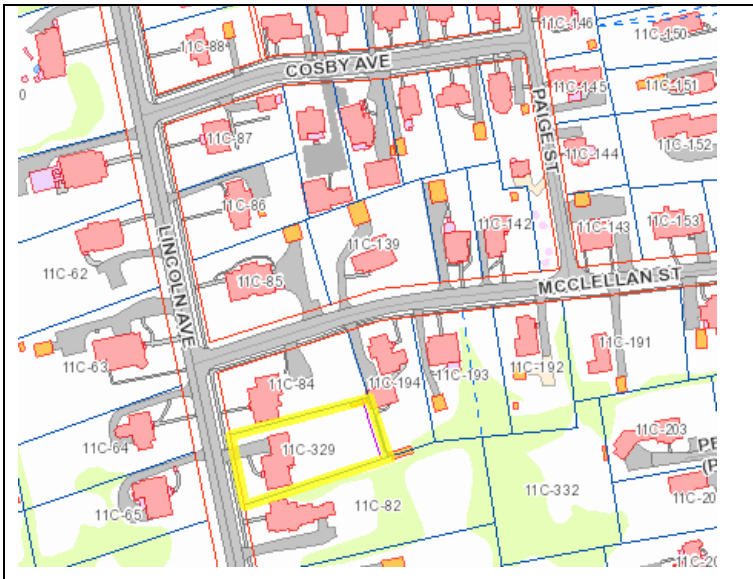 11C-146
11C-150
11C-88
COSBY AVE
0
11C-145
11C-151
PAIGE ST
11C-87
11C-152
11C-144
11C-86
11C-142
11C-143
11C-153
11C-139
11C-62
LINCOLN AVE
11C-85
MCCLELLAN ST
11C-63
11C-191
11C-192
11C-84
11C-194
11C-193
11C-64
11C-329
11C-203
11C-65
11C-82
11C-332